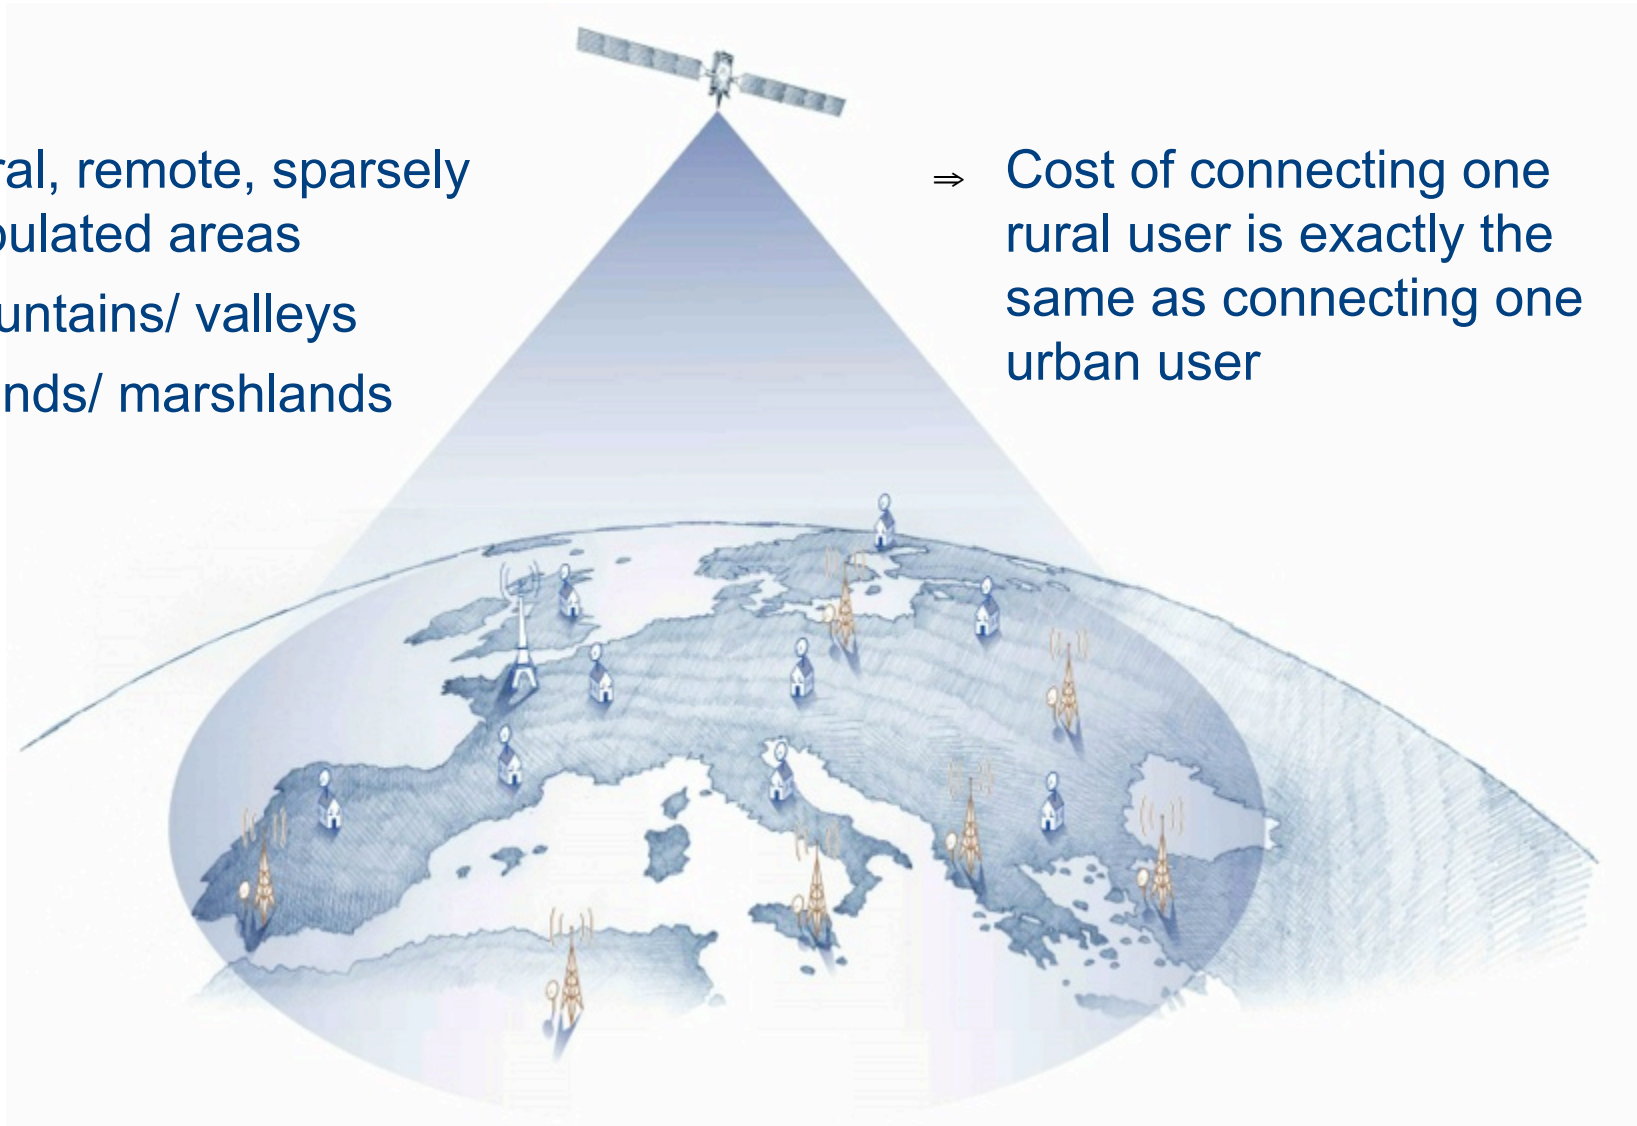 ral, remote, sparsely
pulated areas
untains/ valleys
nds/ marshlands
⇒ Cost of connecting one
rural user is exactly the
same as connecting one
urban user